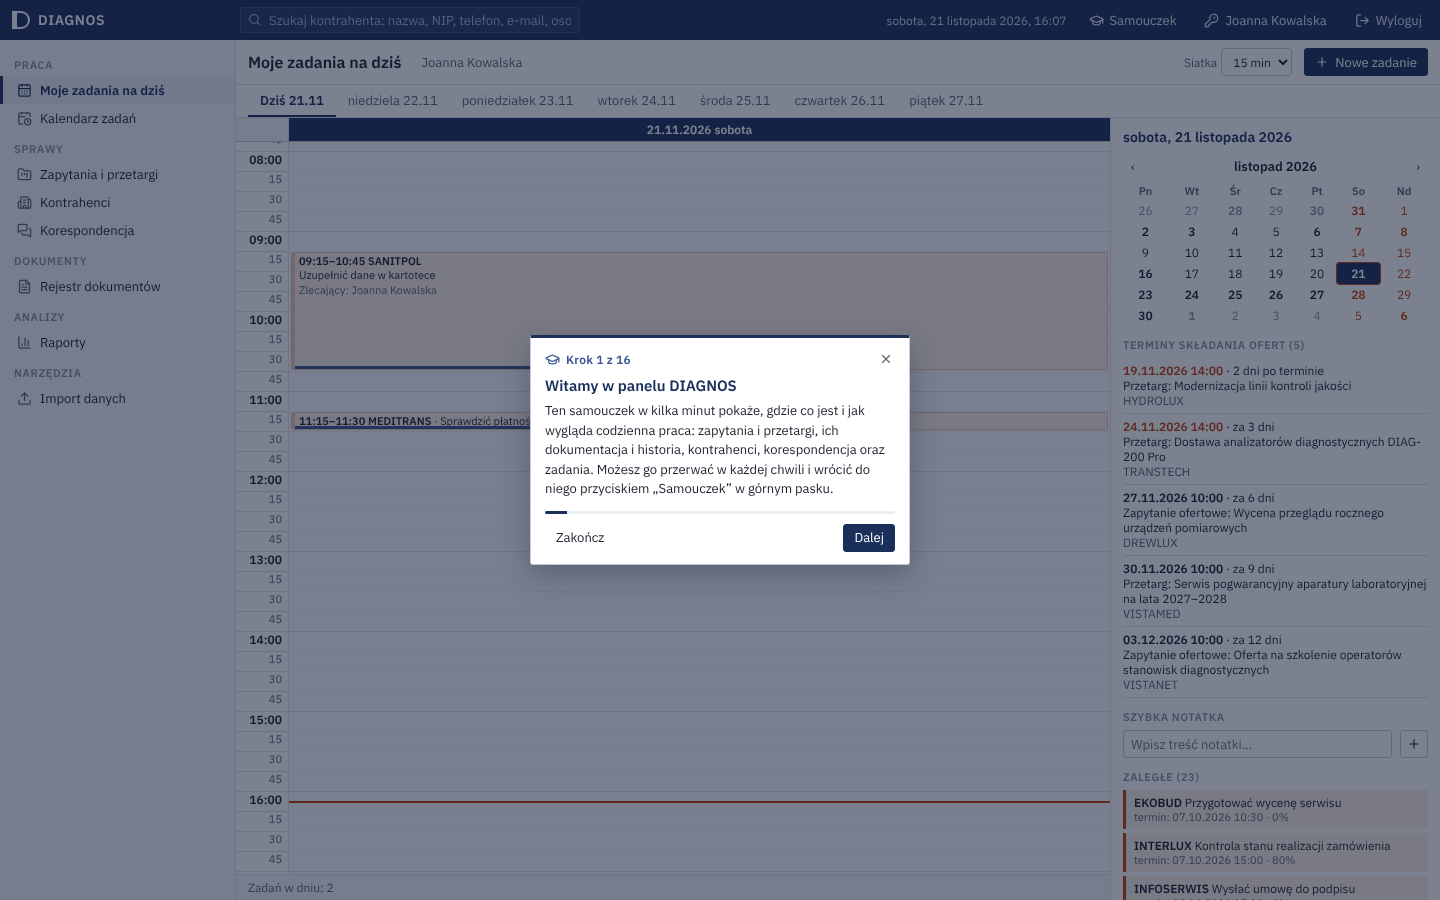 DIAGNOS
Szukaj kontrahenta: nazwa, NIP, telefon, e-mail, oso
sobota, 21 listopada 2026, 16:07
Samouczek
Joanna Kowalska
Wyloguj
PRACA
Moje zadania na dziś
Kalendarz zadań
SPRAWY
Zapytania i przetargi
Kontrahenci
Korespondencja
DOKUMENTY
Rejestr dokumentów
ANALIZY
Raporty
NARZĘDZIA
Import danych
Moje zadania na dziś
Joanna Kowalska
Siatka
15 min
Nowe zadanie
Dziś 21.11
niedziela 22.11
poniedziałek 23.11
wtorek 24.11
środa 25.11
czwartek 26.11
piątek 27.11
21.11.2026 sobota
08:00
15
30
45
09:00
15
30
45
10:00
15
30
45
11:00
15
30
45
12:00
15
30
45
13:00
15
30
45
14:00
15
30
45
15:00
15
30
45
16:00
15
30
45
09:15–10:45 SANITPOL
Uzupełnić dane w kartotece
Zlecający: Joanna Kowalska
11:15–11:30 MEDITRANS · Sprawdzić płatnoś
Zadań w dniu: 2
Krok 1 z 16
Witamy w panelu DIAGNOS
Ten samouczek w kilka minut pokaże, gdzie co jest i jak
wygląda codzienna praca: zapytania i przetargi, ich
dokumentacja i historia, kontrahenci, korespondencja oraz
zadania. Możesz go przerwać w każdej chwili i wrócić do
niego przyciskiem „Samouczek” w górnym pasku.
Zakończ
Dalej
sobota, 21 listopada 2026
‹ listopad 2026 ›
Pn Wt Śr Cz Pt So Nd
26 27 28 29 30 31 1
2 3 4 5 6 7 8
9 10 11 12 13 14 15
16 17 18 19 20 21 22
23 24 25 26 27 28 29
30 1 2 3 4 5 6
TERMINY SKŁADANIA OFERT (5)
19.11.2026 14:00 · 2 dni po terminie
Przetarg: Modernizacja linii kontroli jakości
HYDROLUX
24.11.2026 14:00 · za 3 dni
Przetarg: Dostawa analizatorów diagnostycznych DIAG-
200 Pro
TRANSTECH
27.11.2026 10:00 · za 6 dni
Zapytanie ofertowe: Wycena przeglądu rocznego
urządzeń pomiarowych
DREWLUX
30.11.2026 10:00 · za 9 dni
Przetarg: Serwis pogwarancyjny aparatury laboratoryjnej
na lata 2027–2028
VISTAMED
03.12.2026 10:00 · za 12 dni
Zapytanie ofertowe: Oferta na szkolenie operatorów
stanowisk diagnostycznych
VISTANET
SZYBKA NOTATKA
Wpisz treść notatki...
ZALEGŁE (23)
EKOBUD Przygotować wycenę serwisu
termin: 07.10.2026 10:30 · 0%
INTERLUX Kontrola stanu realizacji zamówienia
termin: 07.10.2026 15:00 · 80%
INFOSERWIS Wysłać umowę do podpisu